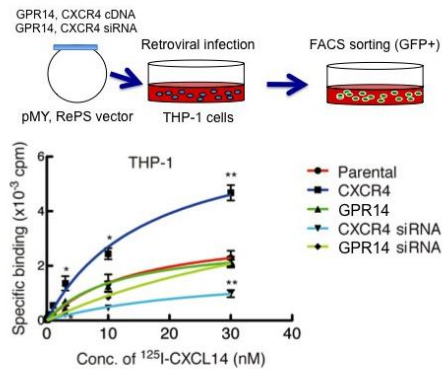 GPR14, CXCR4 cDNA
GPR14, CXCR4 siRNA
Retroviral infection
FACS sorting (GFP+)
pMY, RePS vector
THP-1 cells
THP-1
Specific binding (x10-3 cpm)
6
4
2
0
0
10
20
30
40
**
*
*
**
*
Conc. of 125I-CXCL14 (nM)
Parental
CXCR4
GPR14
CXCR4 siRNA
GPR14 siRNA